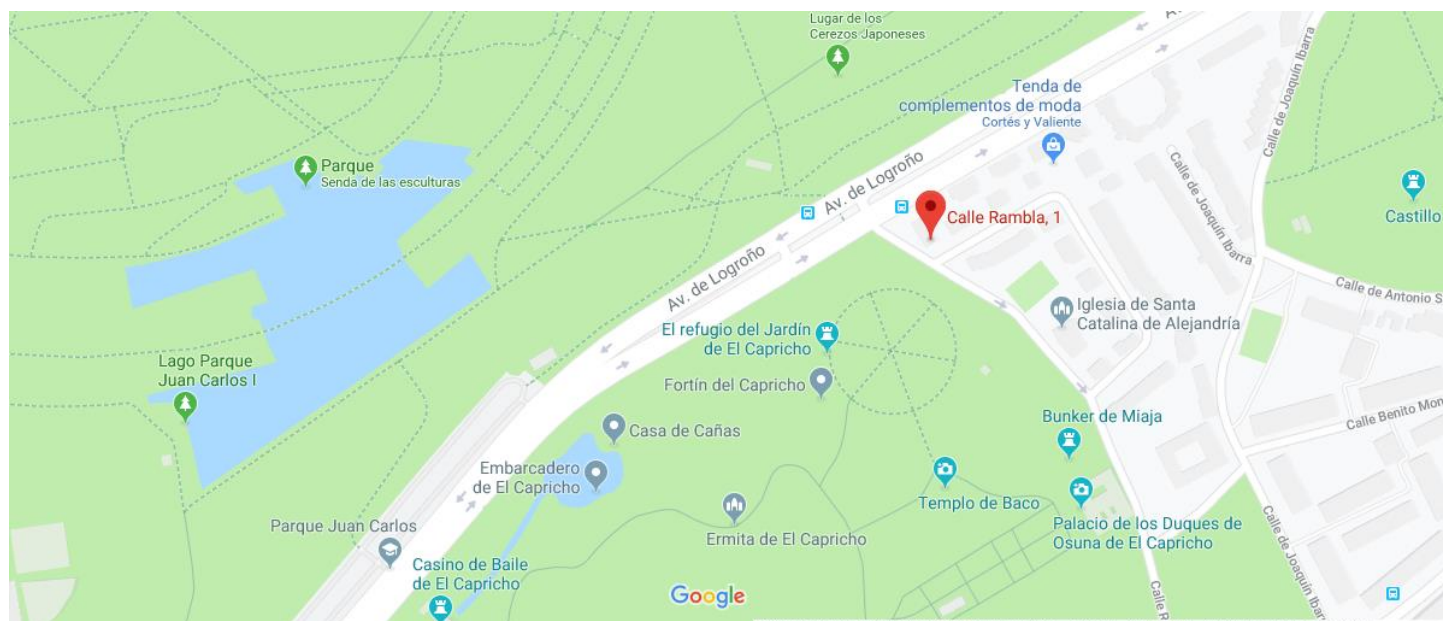 Lugar de los
Cerezos Japoneses
Tenda de
complementos de moda
Cortés y Valiente
Calle de Joaquín Ibarra
Parque
Senda de las esculturas
Av. de Logroño
Calle de Joaquín Ibarra
Castillo
Calle Rambla, 1
Av. de Logroño
Calle de Antonio S
Iglesia de Santa
Catalina de Alejandría
El refugio del Jardín
de El Capricho
Lago Parque
Juan Carlos I
Fortín del Capricho
Calle Benito Mon
Bunker de Miaja
Casa de Cañas
Embarcadero
de El Capricho
Templo de Baco
Parque Juan Carlos
Ermita de El Capricho
Palacio de los Duques de
Osuna de El Capricho
Calle de Joaquín Ibarra
Casino de Baile
de El Capricho
Google
Calle R